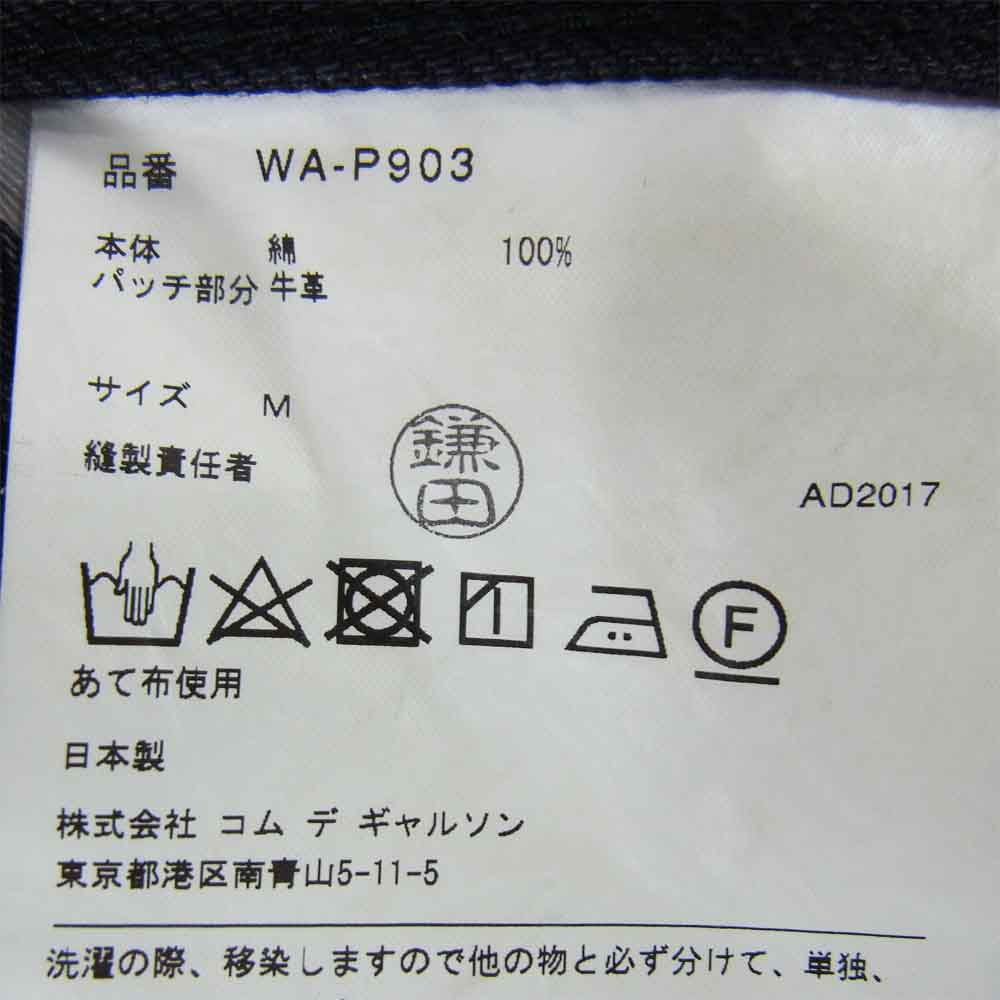 品番 WA-P903
本体 綿 100%
パッチ部分 牛革
サイズ M
縫製責任者 鎌田
AD2017
F
あて布使用
日本製
株式会社 コム デ ギャルソン
東京都港区南青山5-11-5
洗濯の際、移染しますので他の物と必ず分けて、単独、